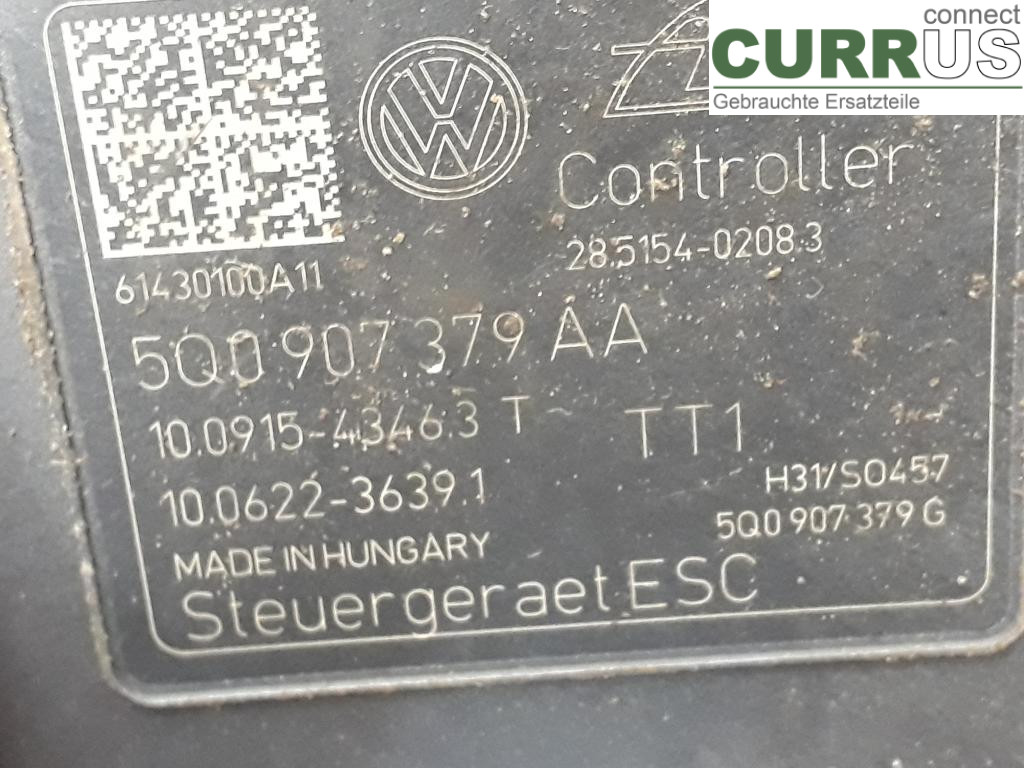 connect
CURRUS
Gebrauchte Ersatzteile
VW
Controller
28.5154-0208.3
61430100A11
5Q0 907 379 AA
10.0915-4346.3 T
TT1
10.0622-3639.1
H31/S0457
5Q0 907 379 G
MADE IN HUNGARY
Steuergeraet ESC